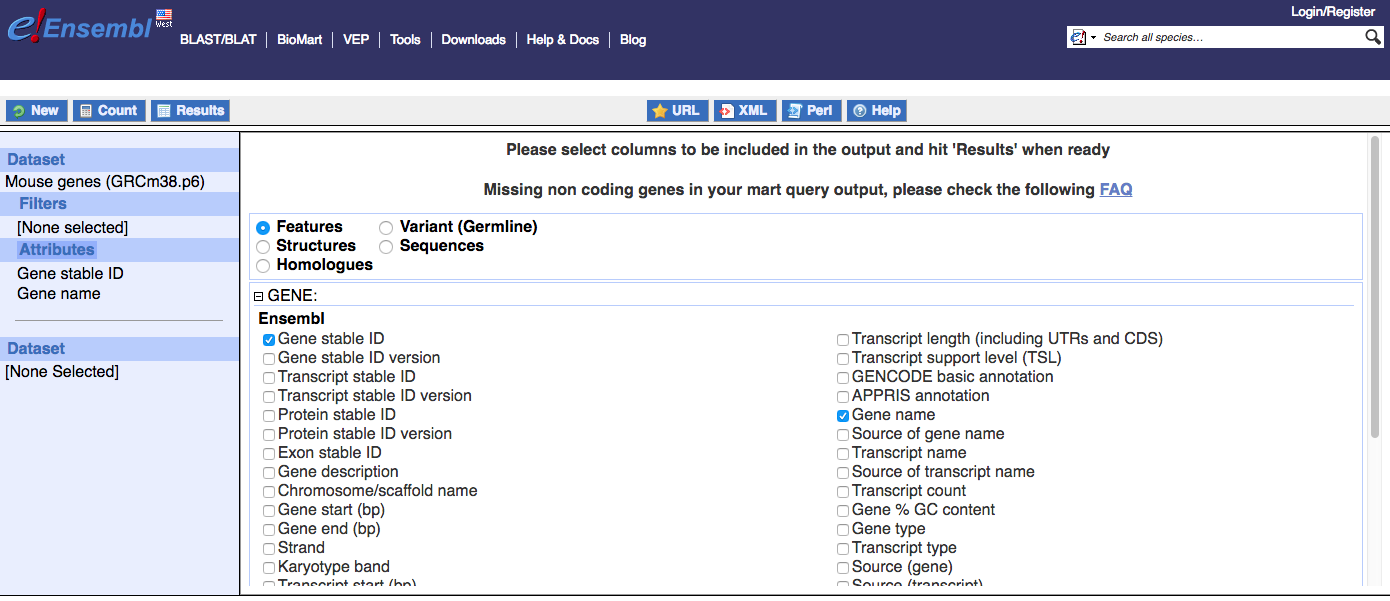 Login/Register
e!Ensembl West
BLAST/BLAT BioMart VEP Tools Downloads Help & Docs Blog
e! Search all species...
New Count Results URL XML Perl Help
Dataset
Mouse genes (GRCm38.p6)
Filters
[None selected]
Attributes
Gene stable ID
Gene name
Dataset
[None Selected]
Please select columns to be included in the output and hit 'Results' when ready
Missing non coding genes in your mart query output, please check the following FAQ
Features Variant (Germline)
Structures Sequences
Homologues
GENE:
Ensembl
Gene stable ID
Gene stable ID version
Transcript stable ID
Transcript stable ID version
Protein stable ID
Protein stable ID version
Exon stable ID
Gene description
Chromosome/scaffold name
Gene start (bp)
Gene end (bp)
Strand
Karyotype band
Transcript start (bp)
Transcript length (including UTRs and CDS)
Transcript support level (TSL)
GENCODE basic annotation
APPRIS annotation
Gene name
Source of gene name
Transcript name
Source of transcript name
Transcript count
Gene % GC content
Gene type
Transcript type
Source (gene)
Source (transcript)